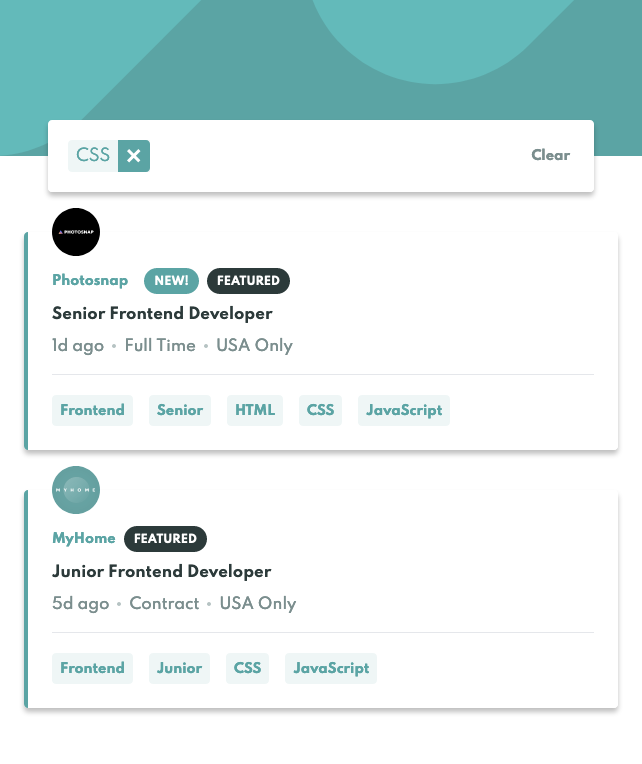 CSS Clear
PHOTOSNAP
Photosnap NEW! FEATURED
Senior Frontend Developer
1d ago • Full Time • USA Only
Frontend Senior HTML CSS JavaScript
MYHOME
MyHome FEATURED
Junior Frontend Developer
5d ago • Contract • USA Only
Frontend Junior CSS JavaScript